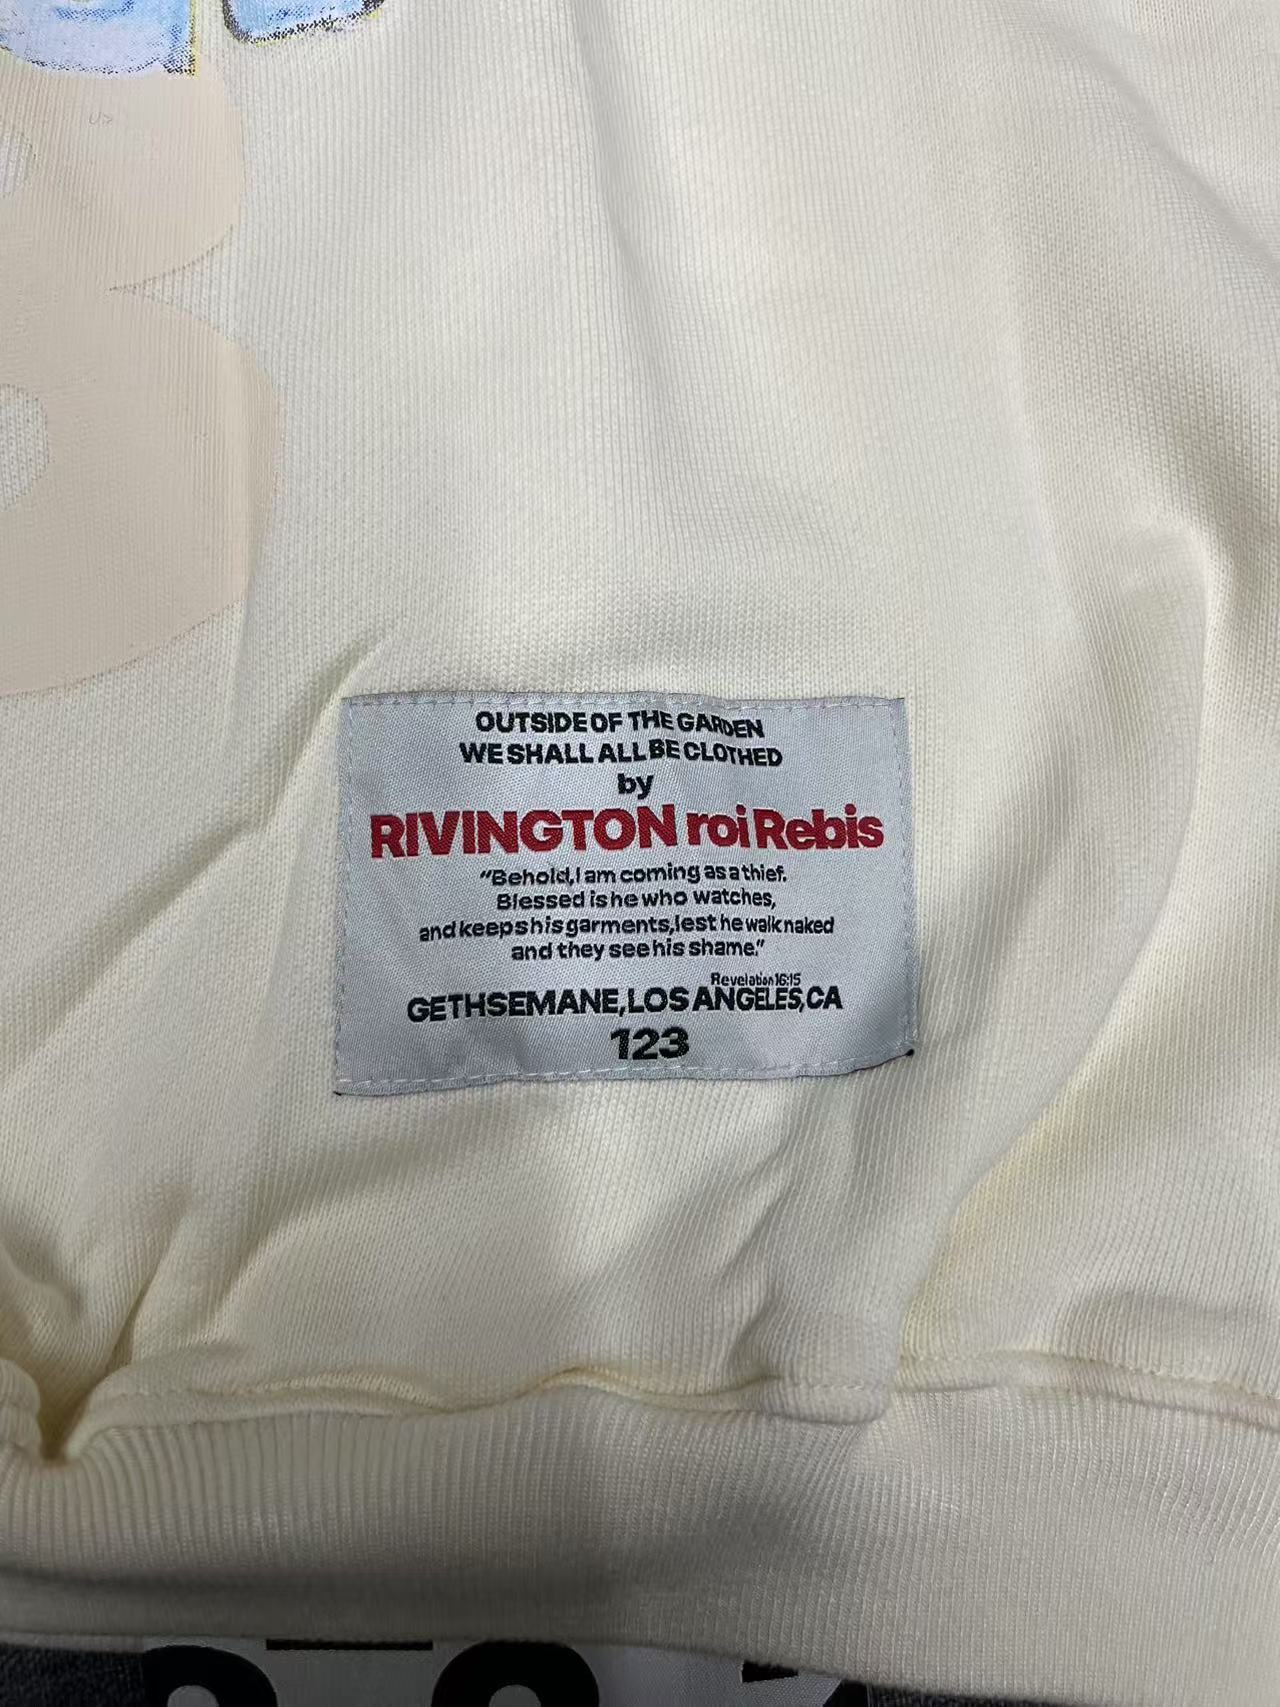 OUTSIDE OF THE GARDEN
WE SHALL ALL BE CLOTHED
by
RIVINGTON roi Rebis
“Behold, I am coming as a thief.
Blessed is he who watches,
and keeps his garments, lest he walk naked
and they see his shame.”
Revelation 16:15
GETHSEMANE, LOS ANGELES, CA
123